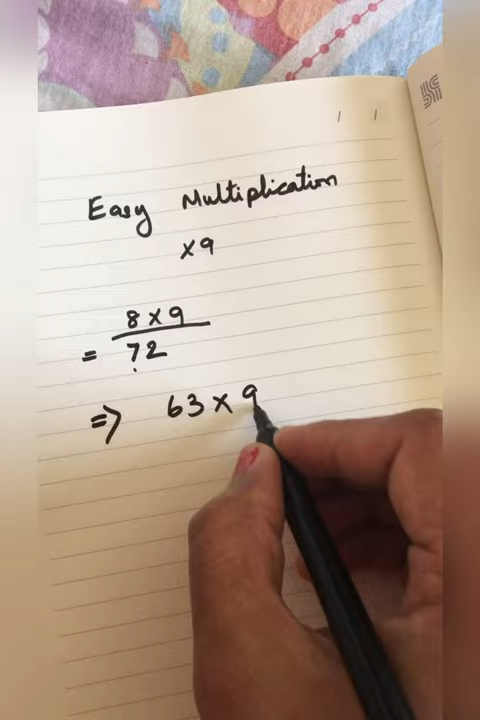 Easy Multiplication
×9
8×9
= 72
=> 63×9